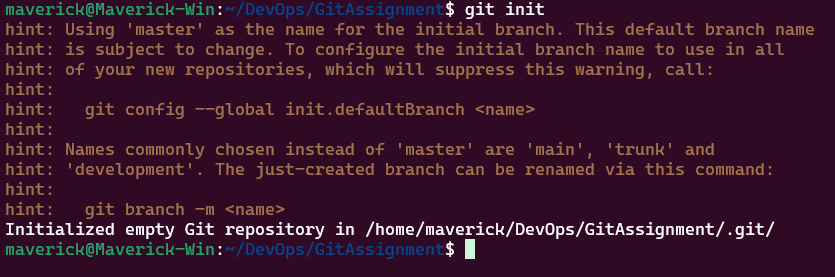 maverick@Maverick-Win:~/DevOps/GitAssignment$ git init
hint: Using 'master' as the name for the initial branch. This default branch name
hint: is subject to change. To configure the initial branch name to use in all
hint: of your new repositories, which will suppress this warning, call:
hint:
hint:   git config --global init.defaultBranch <name>
hint:
hint: Names commonly chosen instead of 'master' are 'main', 'trunk' and
hint: 'development'. The just-created branch can be renamed via this command:
hint:
hint:   git branch -m <name>
Initialized empty Git repository in /home/maverick/DevOps/GitAssignment/.git/
maverick@Maverick-Win:~/DevOps/GitAssignment$